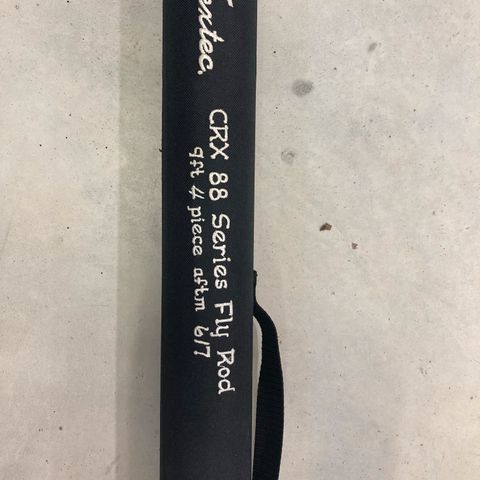 CRX 88 Series Fly Rod
9ft 4 piece aftm 6/7